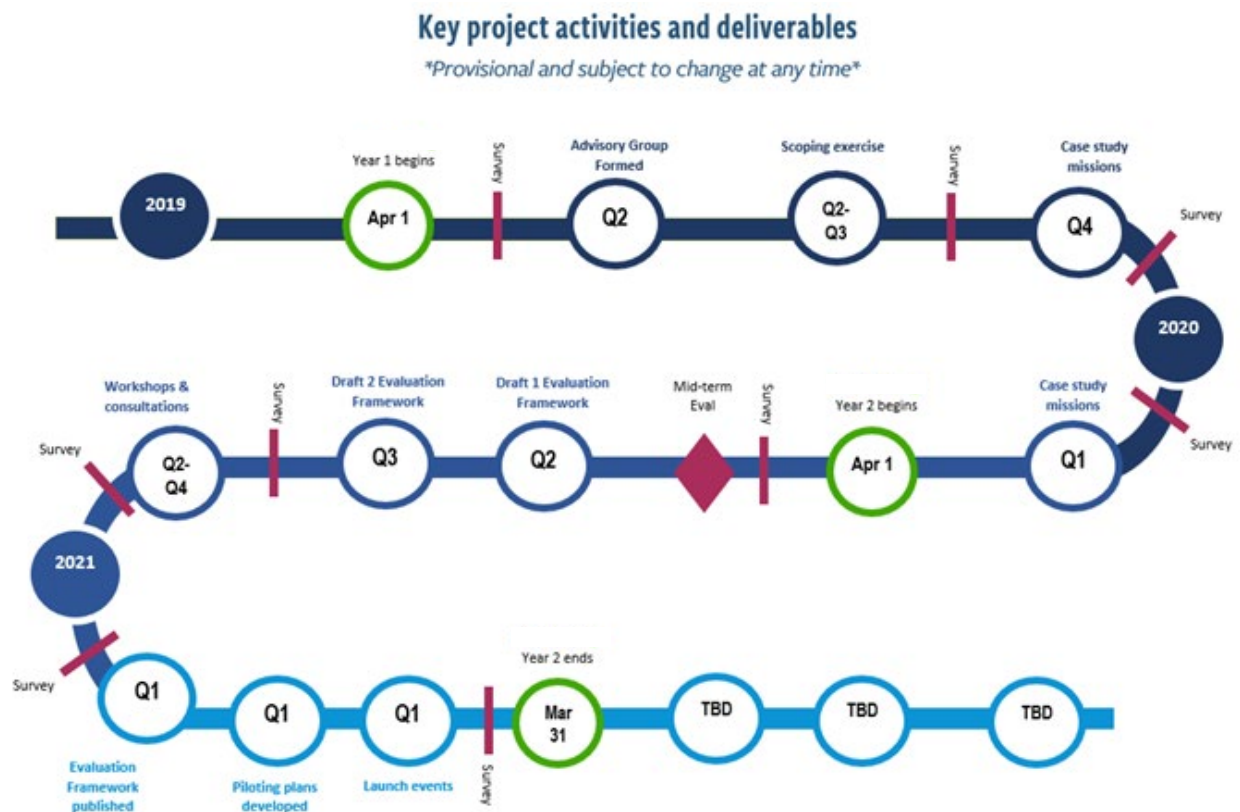 Key project activities and deliverables
*Provisional and subject to change at any time*
2019
Year 1 begins
Apr 1
Survey
Advisory Group
Formed
Q2
Scoping exercise
Q2-
Q3
Survey
Case study
missions
Q4
Survey
2020
Survey
Case study
missions
Q1
Year 2 begins
Apr 1
Survey
Mid-term
Eval
Draft 1 Evaluation
Framework
Q2
Draft 2 Evaluation
Framework
Q3
Survey
Workshops &
consultations
Q2-
Q4
Survey
2021
Survey
Q1
Evaluation
Framework
published
Q1
Piloting plans
developed
Q1
Launch events
Survey
Year 2 ends
Mar
31
TBD
TBD
TBD